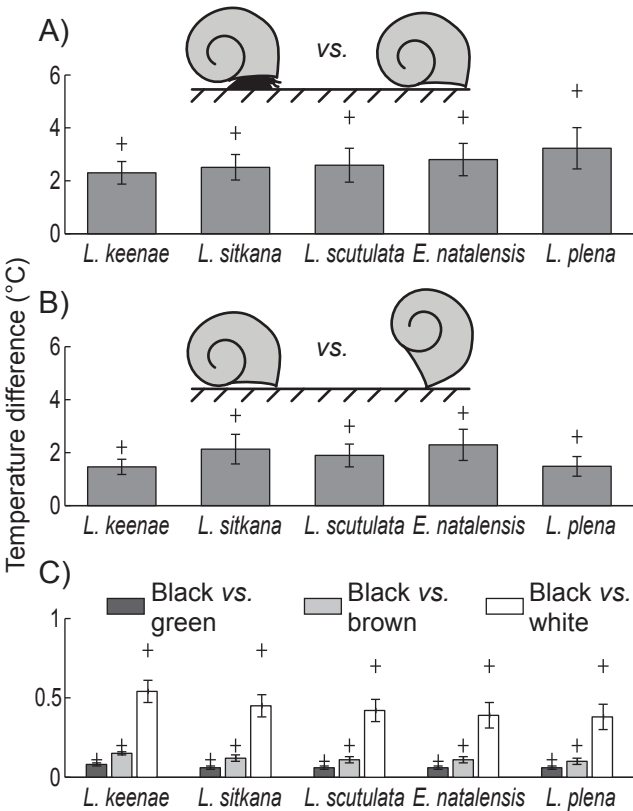 A)
vs.
6
4
2
0
L. keenae L. sitkana L. scutulata E. natalensis L. plena
Temperature difference (°C)
B)
vs.
6
4
2
0
L. keenae L. sitkana L. scutulata E. natalensis L. plena
C)
Black vs. green
Black vs. brown
Black vs. white
1
0.5
0
L. keenae L. sitkana L. scutulata E. natalensis L. plena